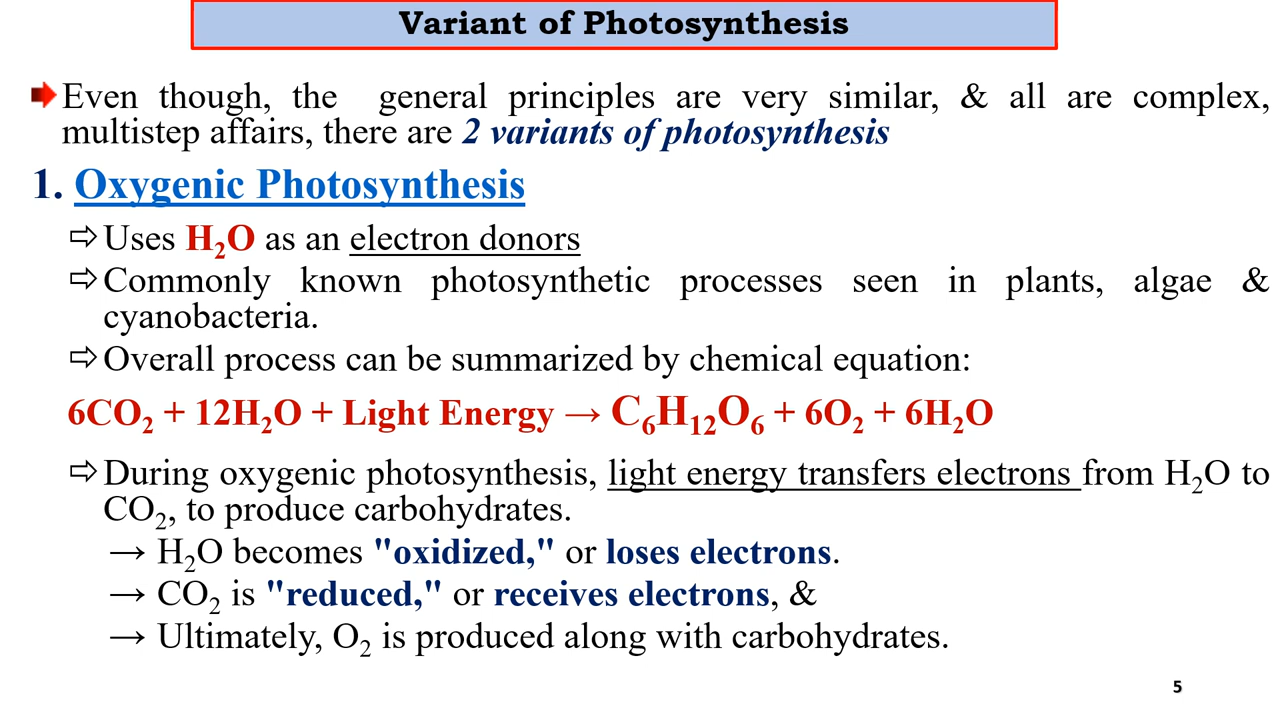 Variant of Photosynthesis
Even though, the general principles are very similar, & all are complex,
multistep affairs, there are 2 variants of photosynthesis
1. Oxygenic Photosynthesis
⇨Uses H₂O as an electron donors
⇨Commonly known photosynthetic processes seen in plants, algae &
cyanobacteria.
⇨Overall process can be summarized by chemical equation:
6CO₂ + 12H₂O + Light Energy → C₆H₁₂O₆ + 6O₂ + 6H₂O
⇨During oxygenic photosynthesis, light energy transfers electrons from H₂O to
CO₂, to produce carbohydrates.
→ H₂O becomes "oxidized," or loses electrons.
→ CO₂ is "reduced," or receives electrons, &
→ Ultimately, O₂ is produced along with carbohydrates.
5